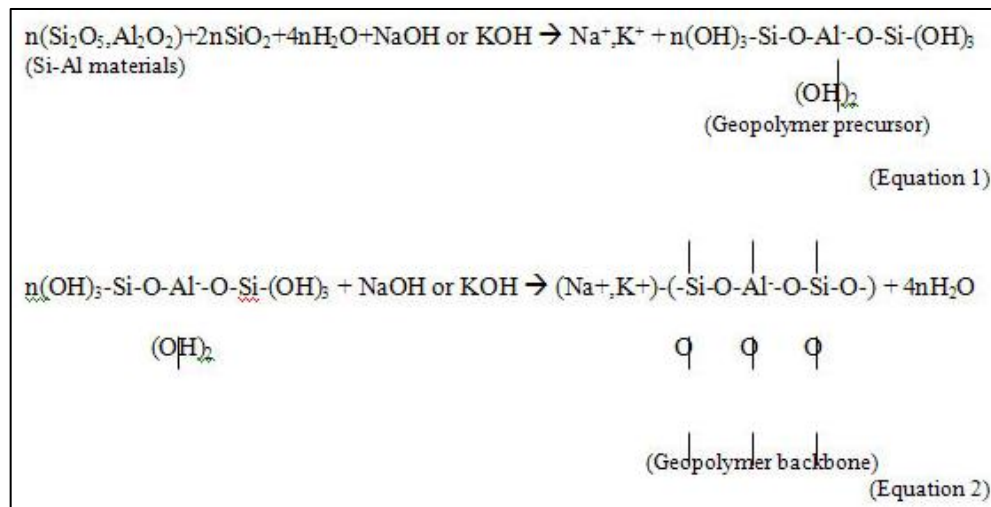 n(Si₂O₅,Al₂O₂)+2nSiO₂+4nH₂O+NaOH or KOH → Na⁺,K⁺ + n(OH)₃-Si-O-Al⁻-O-Si-(OH)₃
(Si-Al materials)
(OH)₂
(Geopolymer precursor)
(Equation 1)
n(OH)₃-Si-O-Al⁻-O-Si-(OH)₃ + NaOH or KOH → (Na+,K+)-(-Si-O-Al⁻-O-Si-O-) + 4nH₂O
(OH)₂ O O O
(Geopolymer backbone)
(Equation 2)